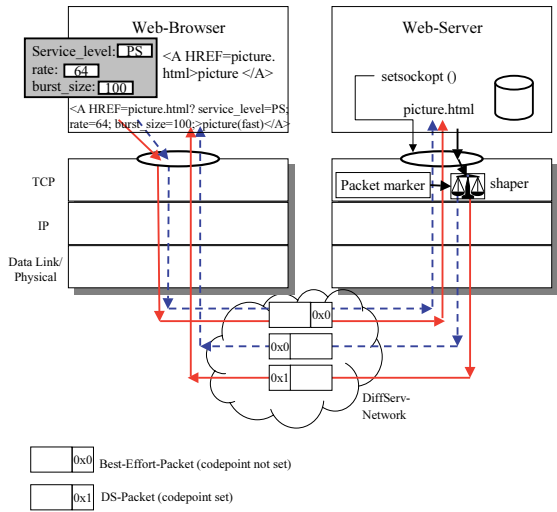 Web-Browser
Service_level: PS
rate: 64
burst_size: 100
<A HREF=picture.
html>picture </A>
<A HREF=picture.html? service_level=PS;
rate=64; burst_size=100;>picture(fast)</A>
Web-Server
setsockopt ()
picture.html
TCP
IP
Data Link/
Physical
Packet marker
shaper
0x0
0x0
0x1
DiffServ-
Network
0x0 Best-Effort-Packet (codepoint not set)
0x1 DS-Packet (codepoint set)